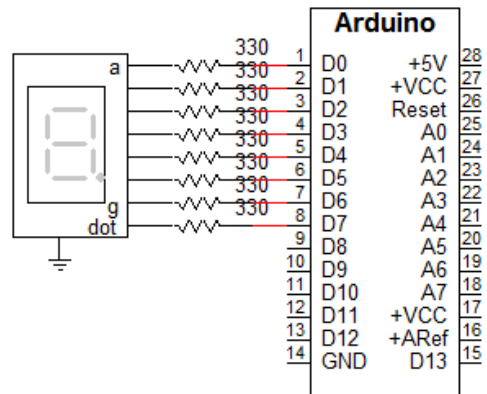 Arduino
330
a 330 1 D0 +5V 28
330 2 D1 +VCC 27
330 3 D2 Reset 26
330 4 D3 A0 25
330 5 D4 A1 24
330 6 D5 A2 23
g 330 7 D6 A3 22
dot 8 D7 A4 21
9 D8 A5 20
10 D9 A6 19
11 D10 A7 18
12 D11 +VCC 17
13 D12 +ARef 16
14 GND D13 15